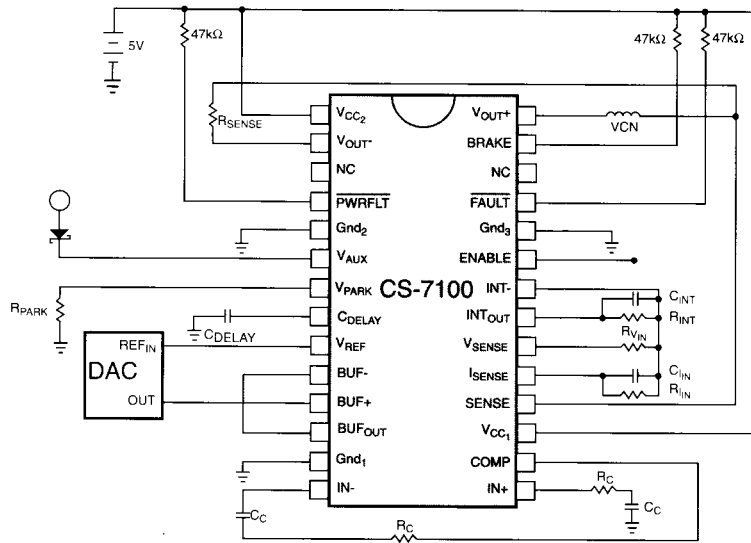 47kΩ
5V
47kΩ
47kΩ
RSENSE
VCC2
VOUT-
NC
PWRFLT
Gnd2
VAUX
VPARK
CDELAY
VREF
BUF-
BUF+
BUFOUT
Gnd1
IN-
CS-7100
VOUT+
BRAKE
NC
FAULT
Gnd3
ENABLE
INT-
INTOUT
VSENSE
ISENSE
SENSE
VCC1
COMP
IN+
VCN
RPARK
CDELAY
REFIN
DAC
OUT
CINT
RINT
RVIN
CIIN
RIIN
RC
CC
CC
RC